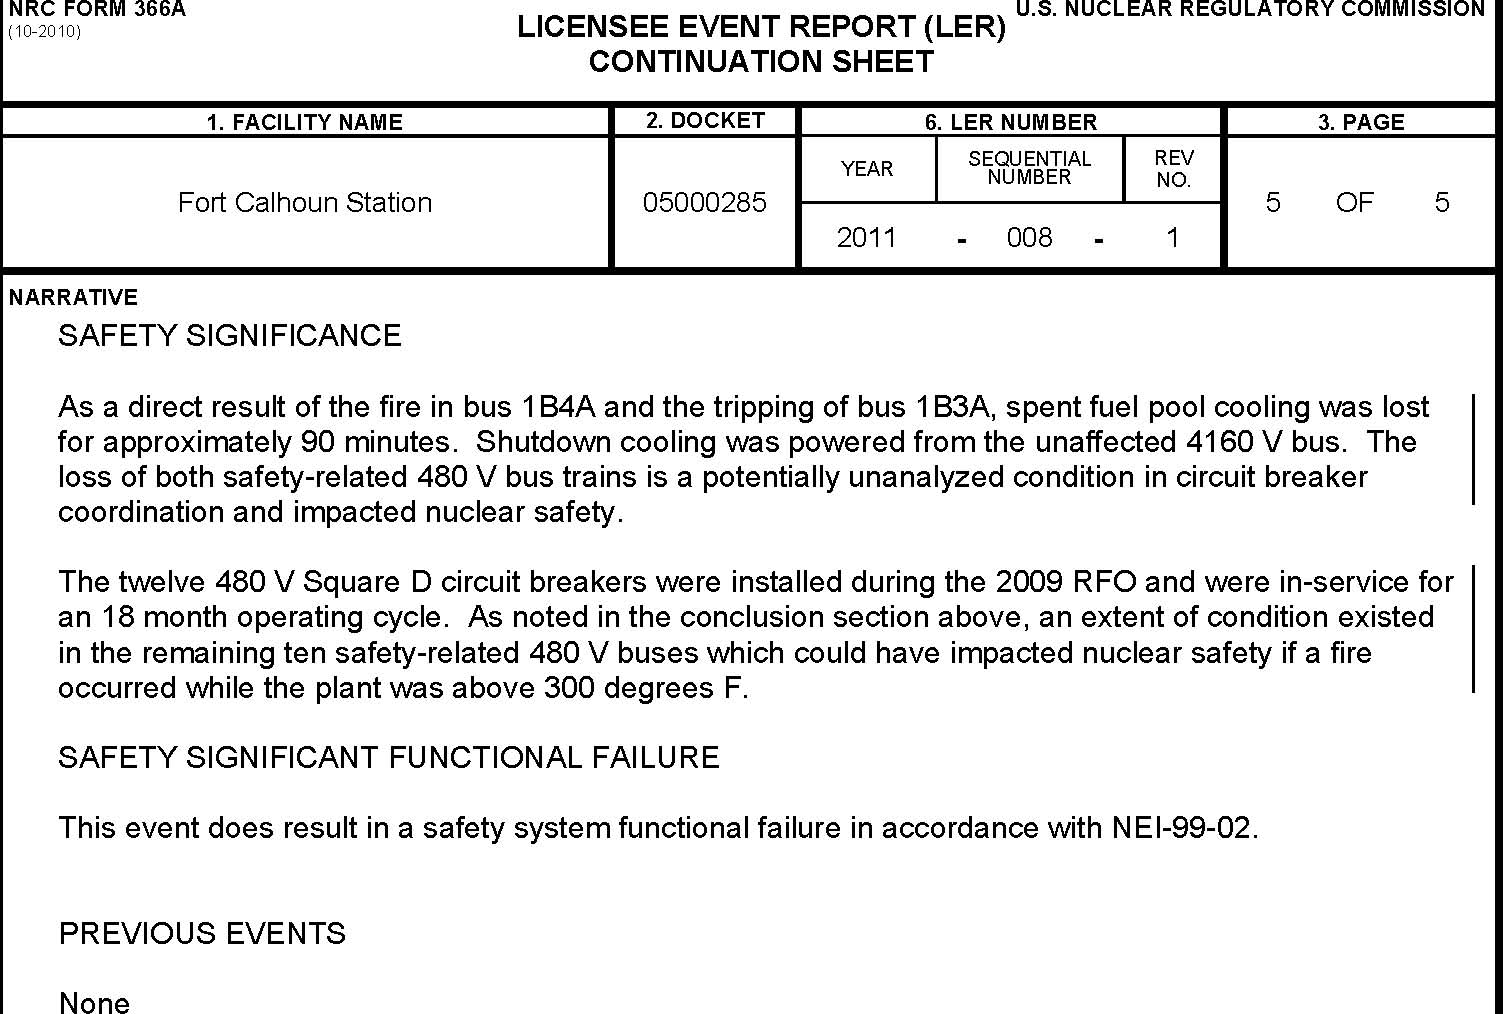 NRC FORM 366A
(10-2010)
U.S. NUCLEAR REGULATORY COMMISSION
LICENSEE EVENT REPORT (LER)
CONTINUATION SHEET
1. FACILITY NAME
2. DOCKET
6. LER NUMBER
3. PAGE
Fort Calhoun Station
05000285
YEAR
SEQUENTIAL
NUMBER
REV
NO.
2011 - 008 - 1
5 OF 5
NARRATIVE
SAFETY SIGNIFICANCE
As a direct result of the fire in bus 1B4A and the tripping of bus 1B3A, spent fuel pool cooling was lost
for approximately 90 minutes. Shutdown cooling was powered from the unaffected 4160 V bus. The
loss of both safety-related 480 V bus trains is a potentially unanalyzed condition in circuit breaker
coordination and impacted nuclear safety.
The twelve 480 V Square D circuit breakers were installed during the 2009 RFO and were in-service for
an 18 month operating cycle. As noted in the conclusion section above, an extent of condition existed
in the remaining ten safety-related 480 V buses which could have impacted nuclear safety if a fire
occurred while the plant was above 300 degrees F.
SAFETY SIGNIFICANT FUNCTIONAL FAILURE
This event does result in a safety system functional failure in accordance with NEI-99-02.
PREVIOUS EVENTS
None